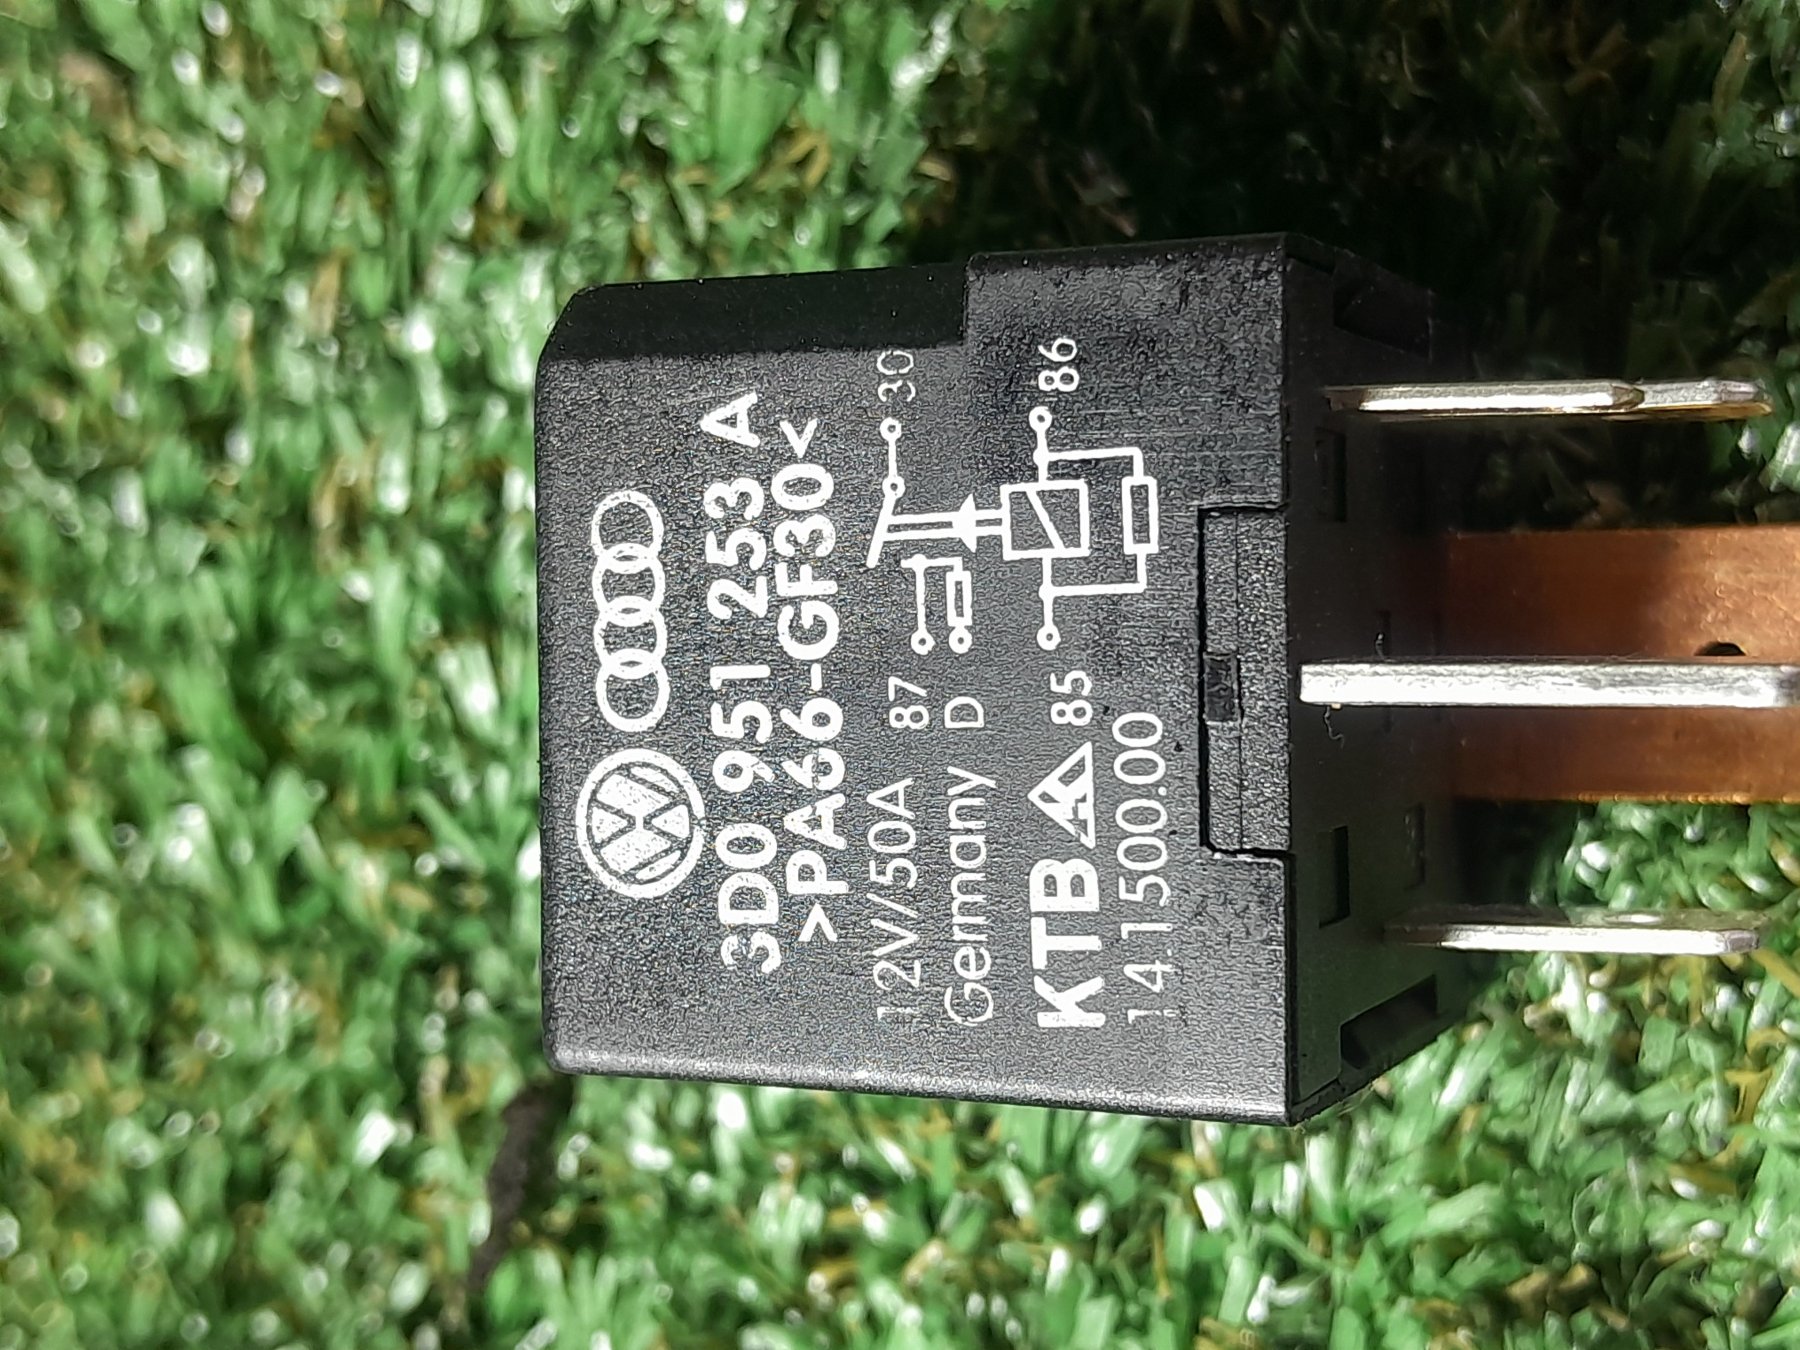 3D0 951 253 A
>PA66-GF30<
12V/50A 87 30
Germany D
KTB 85 86
14.1500.00